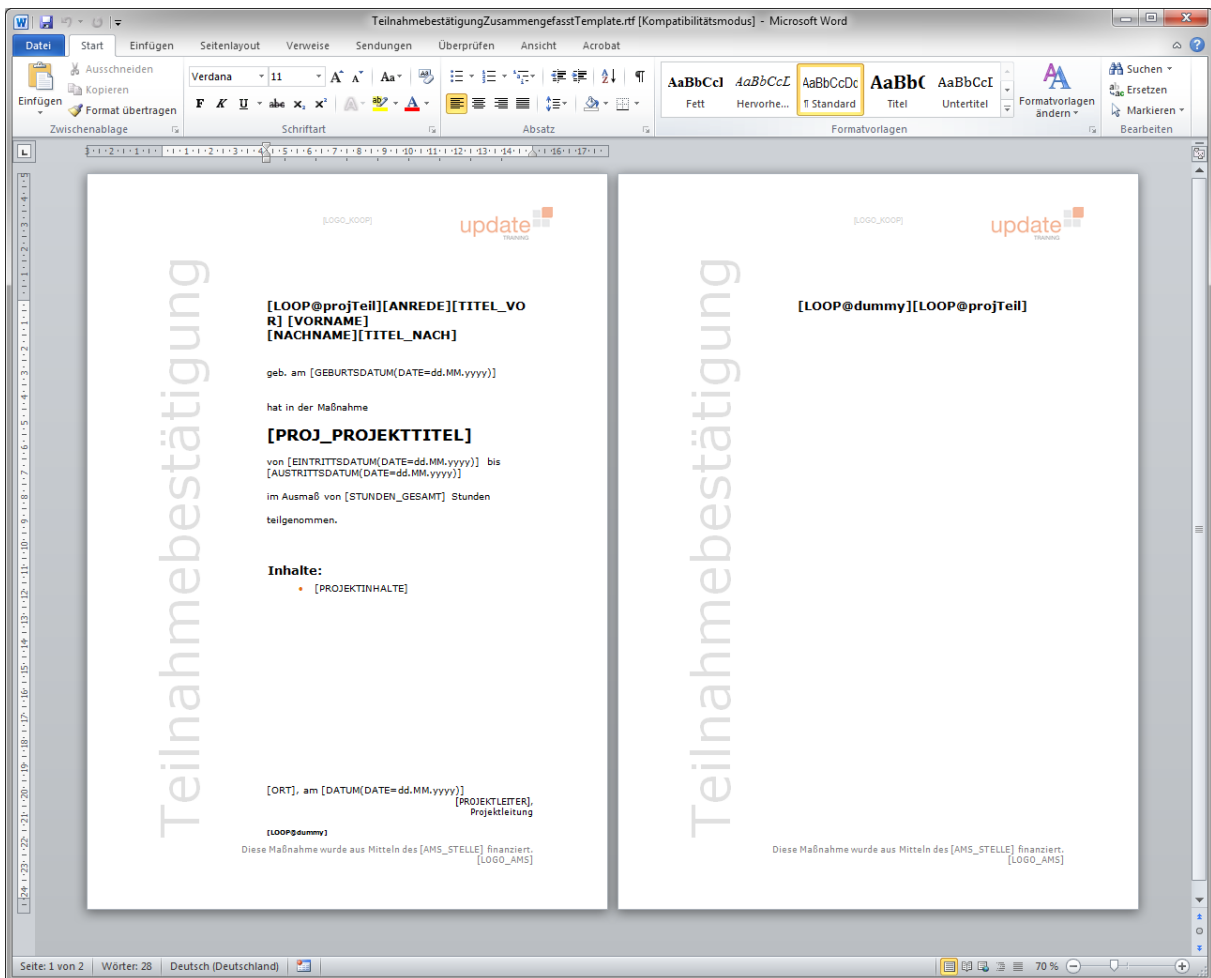 TeilnahmebestätigungZusammengefasstTemplate.rtf [Kompatibilitätsmodus] - Microsoft Word
Datei Start Einfügen Seitenlayout Verweise Sendungen Überprüfen Ansicht Acrobat
Einfügen
Ausschneiden
Kopieren
Format übertragen
Zwischenablage
Verdana 11
F K U abc x₂ x²
Schriftart
Absatz
AaBbCcI AaBbCcI AaBbCcDc AaBb( AaBbCcI
Fett Hervorhe... ¶ Standard Titel Untertitel
Formatvorlagen ändern
Formatvorlagen
Suchen
Ersetzen
Markieren
Bearbeiten
[LOGO_KOOP]
update
TRAINING
Teilnahmebestätigung
[LOOP@projTeil][ANREDE][TITEL_VO
R] [VORNAME]
[NACHNAME][TITEL_NACH]
geb. am [GEBURTSDATUM(DATE=dd.MM.yyyy)]
hat in der Maßnahme
[PROJ_PROJEKTTITEL]
von [EINTRITTSDATUM(DATE=dd.MM.yyyy)] bis
[AUSTRITTSDATUM(DATE=dd.MM.yyyy)]
im Ausmaß von [STUNDEN_GESAMT] Stunden
teilgenommen.
Inhalte:
• [PROJEKTINHALTE]
[ORT], am [DATUM(DATE=dd.MM.yyyy)]
[PROJEKTLEITER],
Projektleitung
[LOOP@dummy]
Diese Maßnahme wurde aus Mitteln des [AMS_STELLE] finanziert.
[LOGO_AMS]
[LOGO_KOOP]
update
TRAINING
Teilnahmebestätigung
[LOOP@dummy][LOOP@projTeil]
Diese Maßnahme wurde aus Mitteln des [AMS_STELLE] finanziert.
[LOGO_AMS]
Seite: 1 von 2 Wörter: 28 Deutsch (Deutschland) 70 %